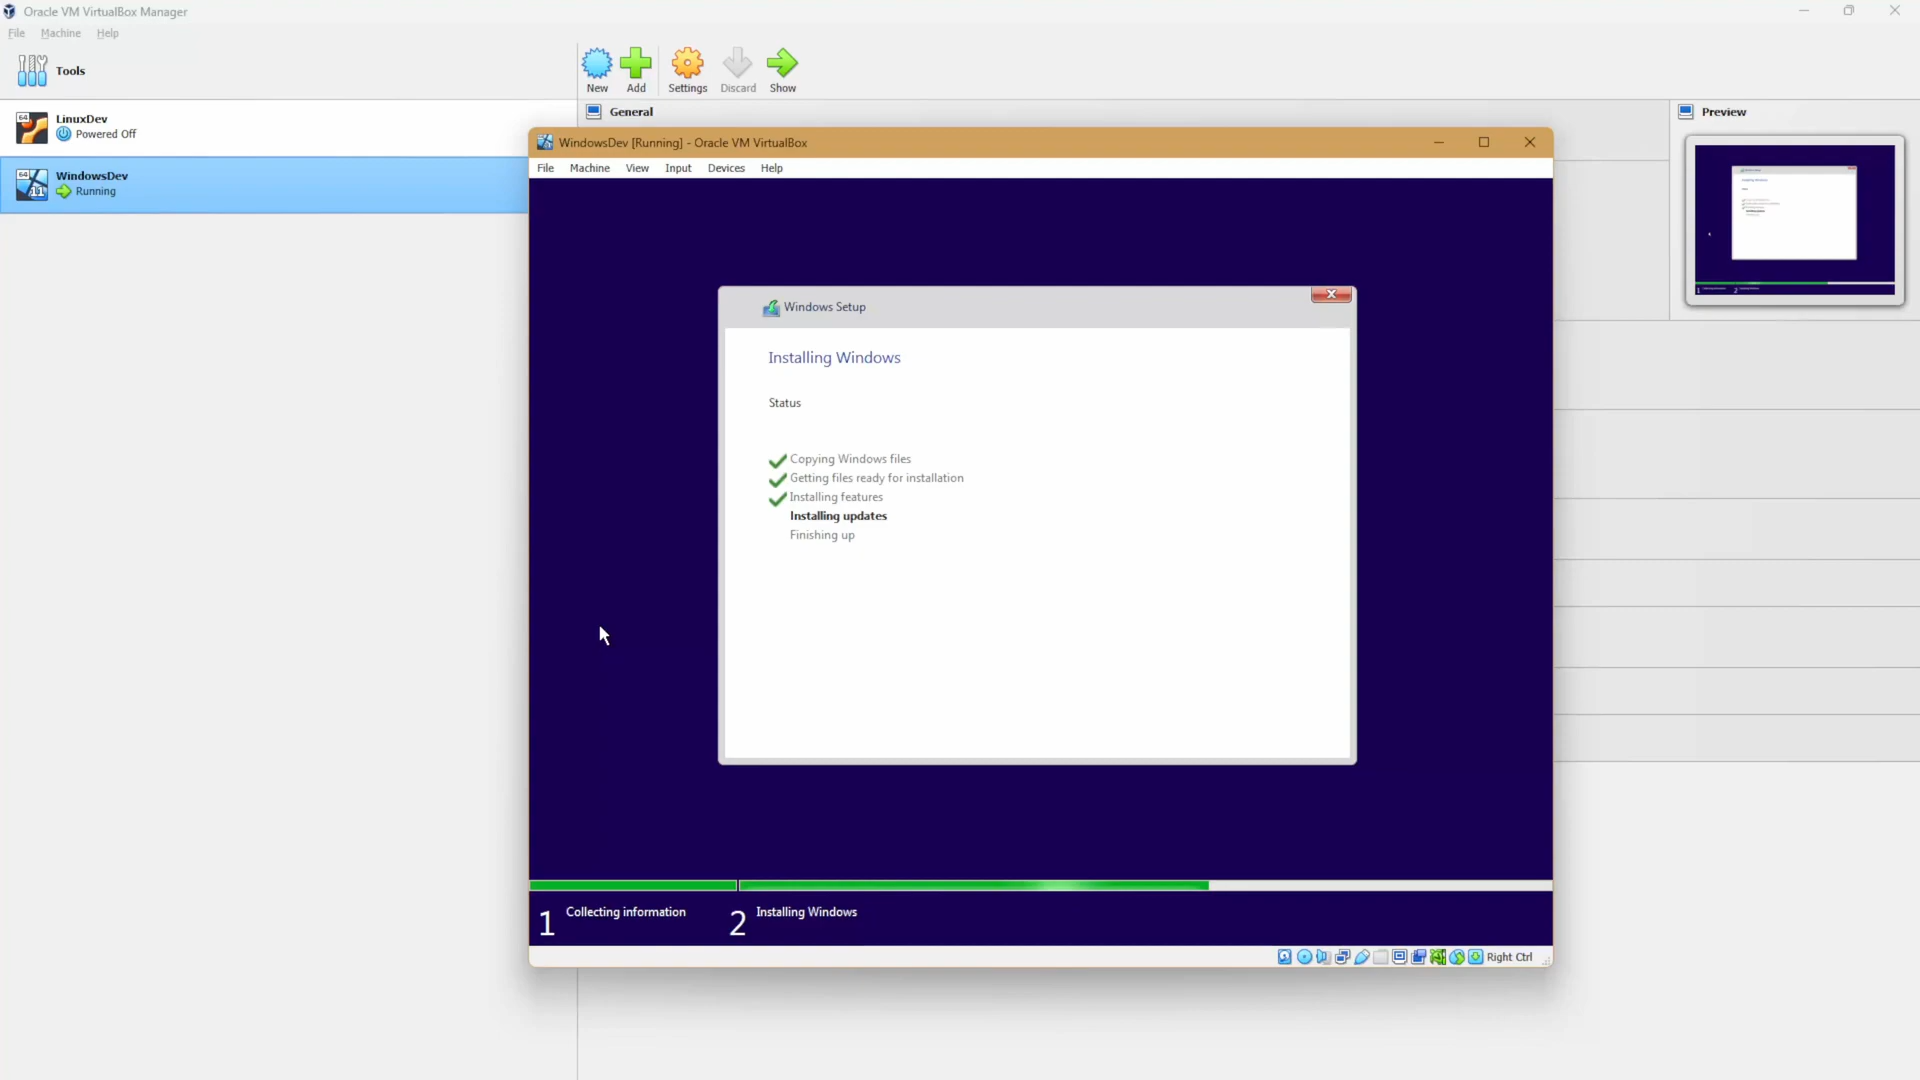 Oracle VM VirtualBox Manager
File Machine Help
Tools
New Add Settings Discard Show
LinuxDev
Powered Off
WindowsDev
Running
General
Preview
WindowsDev [Running] - Oracle VM VirtualBox
File Machine View Input Devices Help
Windows Setup
Installing Windows
Status
Copying Windows files
Getting files ready for installation
Installing features
Installing updates
Finishing up
1 Collecting information 2 Installing Windows
Right Ctrl